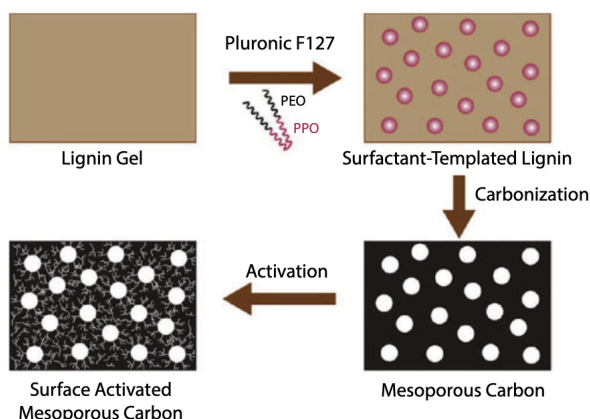 Pluronic F127
PEO
PPO
Lignin Gel
Surfactant-Templated Lignin
Carbonization
Activation
Mesoporous Carbon
Surface Activated
Mesoporous Carbon